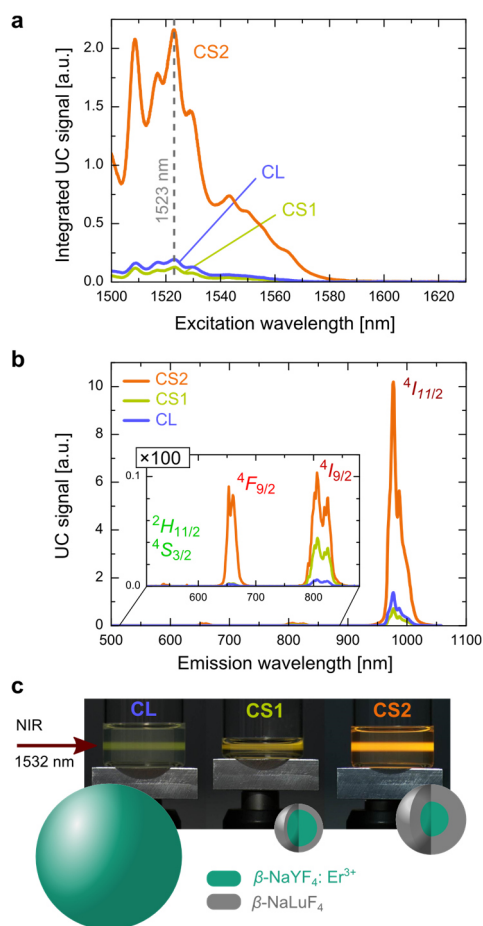 a
2.0
1.5
1.0
0.5
0.0
Integrated UC signal [a.u.]
CS2
CL
CS1
1523 nm
1500 1520 1540 1560 1580 1600 1620
Excitation wavelength [nm]
b
10
8
6
4
2
0
UC signal [a.u.]
CS2
CS1
CL
⁴I₁₁/₂
×100
0.1
0.0
⁴F₉/₂
⁴I₉/₂
²H₁₁/₂
⁴S₃/₂
600 700 800
500 600 700 800 900 1000 1100
Emission wavelength [nm]
c
CL CS1 CS2
NIR
1532 nm
β-NaYF₄: Er³⁺
β-NaLuF₄